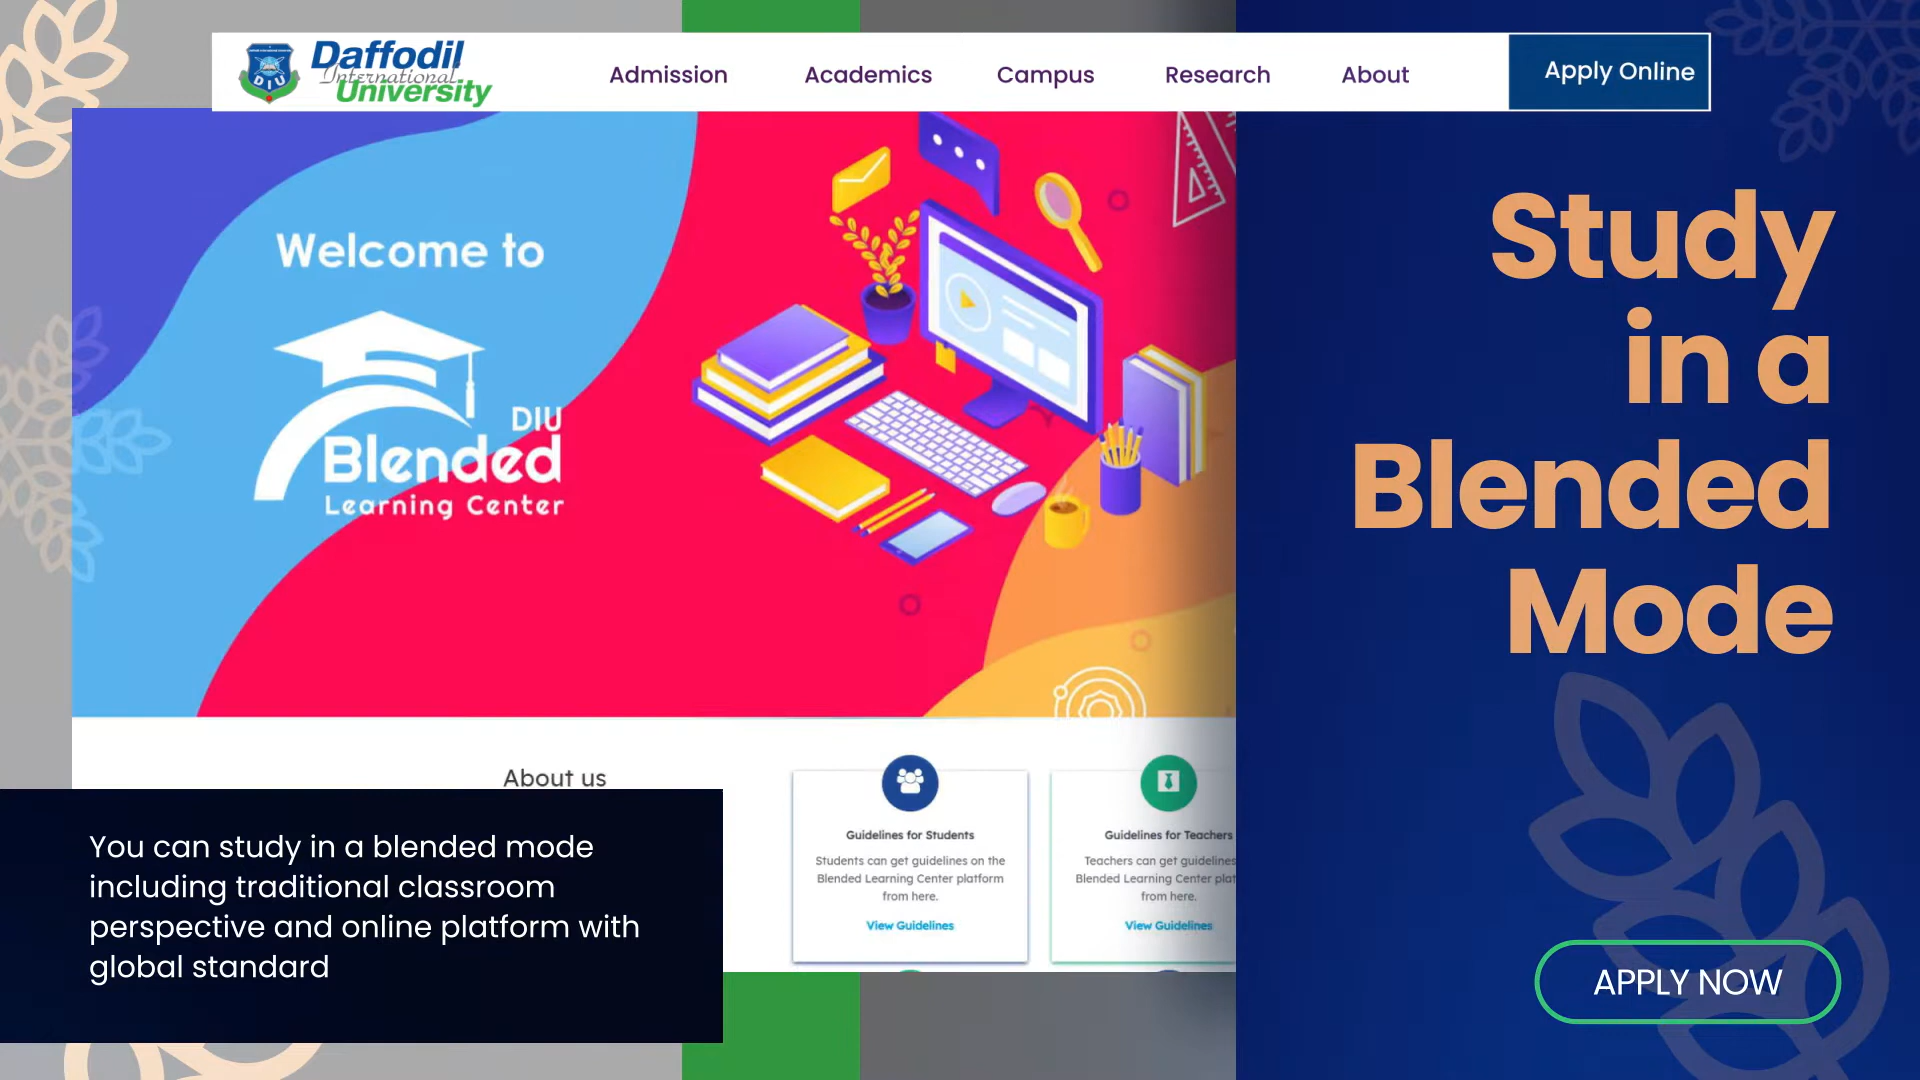 DIU
Daffodil
International
University
Admission
Academics
Campus
Research
About
Apply Online
Welcome to
DIU
Blended
Learning Center
Study
in a
Blended
Mode
About us
Guidelines for Students
Students can get guidelines on the
Blended Learning Center platform
from here.
View Guidelines
Guidelines for Teachers
Teachers can get guidelines
Blended Learning Center plat
from here.
View Guidelines
You can study in a blended mode
including traditional classroom
perspective and online platform with
global standard
APPLY NOW